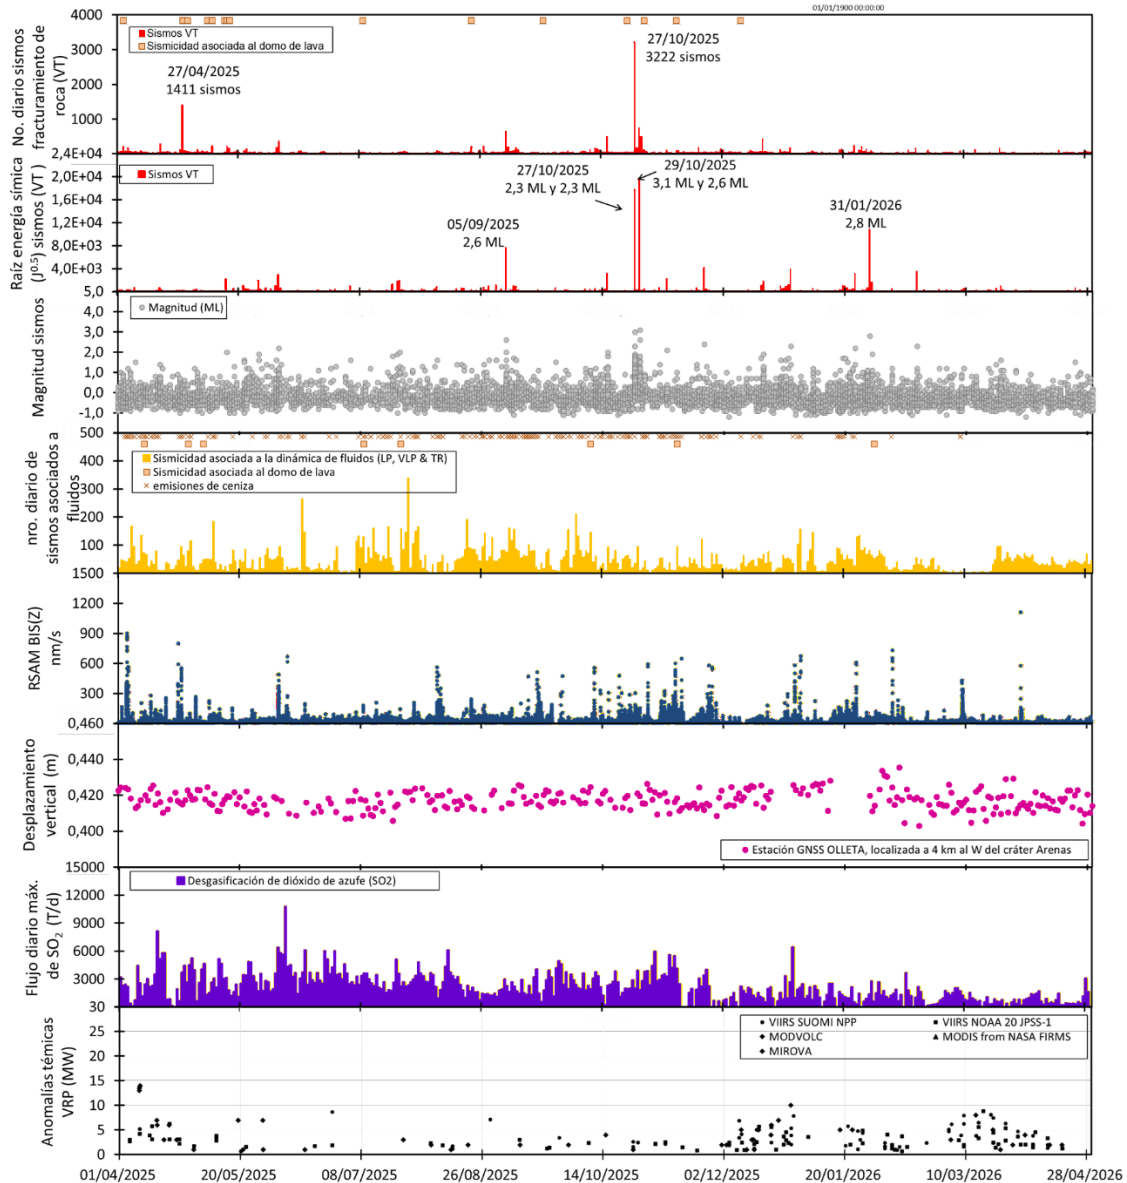 01/01/1900 00:00:00
No. diario sismos
fracturamiento de
roca (VT)
4000
3000
2000
1000
2,4E+04
Sismos VT
Sismicidad asociada al domo de lava
27/04/2025
1411 sismos
27/10/2025
3222 sismos
Raíz energía símica
(J^0.5) sismos (VT )
2,0E+04
1,6E+04
1,2E+04
8,0E+03
4,0E+03
5,0
Sismos VT
05/09/2025
2,6 ML
27/10/2025
2,3 ML y 2,3 ML
29/10/2025
3,1 ML y 2,6 ML
31/01/2026
2,8 ML
Magnitud sismos
4,0
3,0
2,0
1,0
0,0
-1,0
500
Magnitud (ML)
nro. diario de
sismos asociados a
fluidos
400
300
200
100
1500
Sismicidad asociada a la dinámica de fluidos (LP, VLP & TR)
Sismicidad asociada al domo de lava
emisiones de ceniza
RSAM BIS(Z)
nm/s
1200
900
600
300
0,460
Desplazamiento
vertical (m)
0,440
0,420
0,400
15000
Estación GNSS OLLETA, localizada a 4 km al W del cráter Arenas
Flujo diario máx.
de SO₂ (T/d)
12000
9000
6000
3000
30
Desgasificación de dióxido de azufe (SO2)
Anomalías témicas
VRP (MW)
25
20
15
10
5
0
VIIRS SUOMI NPP
VIIRS NOAA 20 JPSS-1
MODVOLC
MODIS from NASA FIRMS
MIROVA
01/04/2025
20/05/2025
08/07/2025
26/08/2025
14/10/2025
02/12/2025
20/01/2026
10/03/2026
28/04/2026